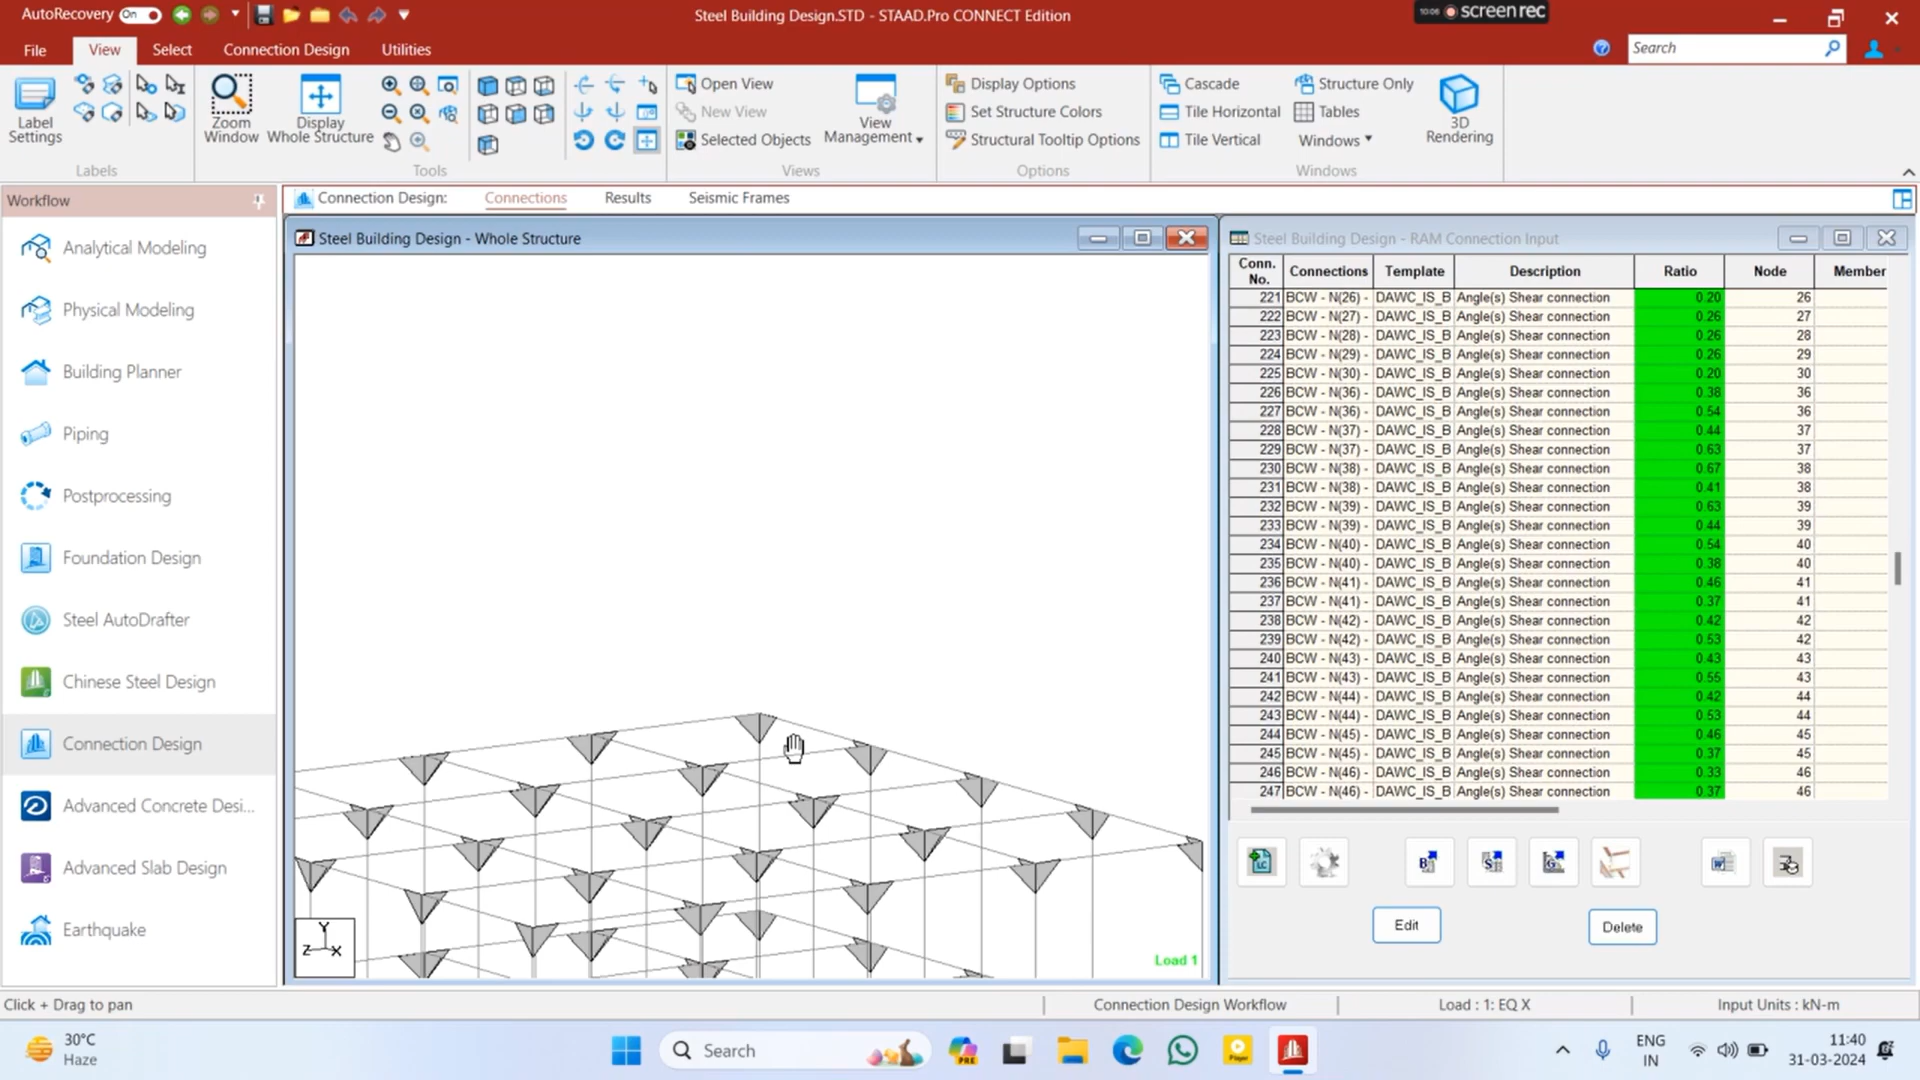 AutoRecovery On
Steel Building Design.STD - STAAD.Pro CONNECT Edition
10:06 screen rec
File View Select Connection Design Utilities
Search
Label Settings
Zoom Window
Display Whole Structure
Open View
New View
Selected Objects
View Management
Display Options
Set Structure Colors
Structural Tooltip Options
Cascade
Tile Horizontal
Tile Vertical
Structure Only
Tables
Windows
3D Rendering
Labels Tools Views Options Windows
Workflow
Analytical Modeling
Physical Modeling
Building Planner
Piping
Postprocessing
Foundation Design
Steel AutoDrafter
Chinese Steel Design
Connection Design
Advanced Concrete Desi...
Advanced Slab Design
Earthquake
Connection Design: Connections Results Seismic Frames
Steel Building Design - Whole Structure
Y
Z X
Load 1
Steel Building Design - RAM Connection Input
Conn. No. Connections Template Description Ratio Node Member
221 BCW - N(26) - DAWC_IS_B Angle(s) Shear connection 0.20 26
222 BCW - N(27) - DAWC_IS_B Angle(s) Shear connection 0.26 27
223 BCW - N(28) - DAWC_IS_B Angle(s) Shear connection 0.26 28
224 BCW - N(29) - DAWC_IS_B Angle(s) Shear connection 0.26 29
225 BCW - N(30) - DAWC_IS_B Angle(s) Shear connection 0.20 30
226 BCW - N(36) - DAWC_IS_B Angle(s) Shear connection 0.38 36
227 BCW - N(36) - DAWC_IS_B Angle(s) Shear connection 0.54 36
228 BCW - N(37) - DAWC_IS_B Angle(s) Shear connection 0.44 37
229 BCW - N(37) - DAWC_IS_B Angle(s) Shear connection 0.63 37
230 BCW - N(38) - DAWC_IS_B Angle(s) Shear connection 0.67 38
231 BCW - N(38) - DAWC_IS_B Angle(s) Shear connection 0.41 38
232 BCW - N(39) - DAWC_IS_B Angle(s) Shear connection 0.63 39
233 BCW - N(39) - DAWC_IS_B Angle(s) Shear connection 0.44 39
234 BCW - N(40) - DAWC_IS_B Angle(s) Shear connection 0.54 40
235 BCW - N(40) - DAWC_IS_B Angle(s) Shear connection 0.38 40
236 BCW - N(41) - DAWC_IS_B Angle(s) Shear connection 0.46 41
237 BCW - N(41) - DAWC_IS_B Angle(s) Shear connection 0.37 41
238 BCW - N(42) - DAWC_IS_B Angle(s) Shear connection 0.42 42
239 BCW - N(42) - DAWC_IS_B Angle(s) Shear connection 0.53 42
240 BCW - N(43) - DAWC_IS_B Angle(s) Shear connection 0.43 43
241 BCW - N(43) - DAWC_IS_B Angle(s) Shear connection 0.55 43
242 BCW - N(44) - DAWC_IS_B Angle(s) Shear connection 0.42 44
243 BCW - N(44) - DAWC_IS_B Angle(s) Shear connection 0.53 44
244 BCW - N(45) - DAWC_IS_B Angle(s) Shear connection 0.46 45
245 BCW - N(45) - DAWC_IS_B Angle(s) Shear connection 0.37 45
246 BCW - N(46) - DAWC_IS_B Angle(s) Shear connection 0.33 46
247 BCW - N(46) - DAWC_IS_B Angle(s) Shear connection 0.37 46
Edit Delete
Click + Drag to pan
Connection Design Workflow
Load : 1: EQ X
Input Units : kN-m
30°C
Haze
Search
PRE
Player
ENG
IN
11:40
31-03-2024